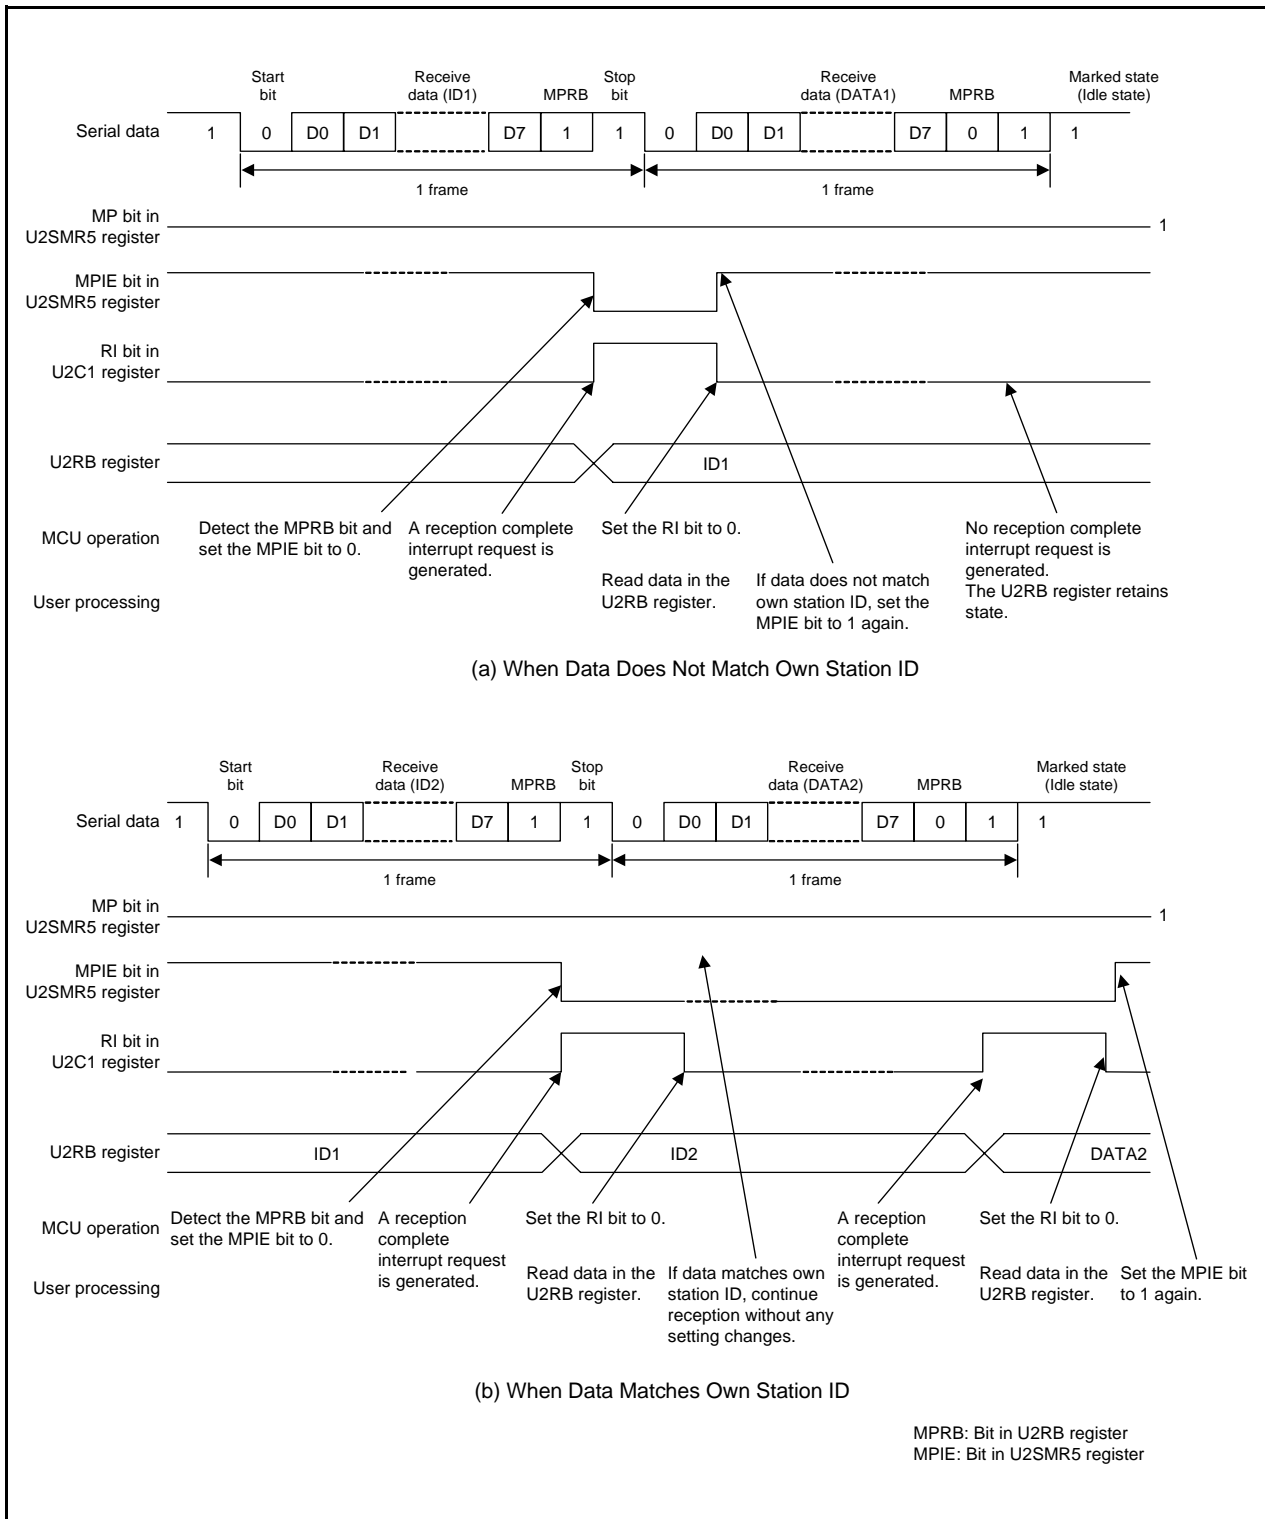 Start
bit
Receive
data (ID1)
MPRB
Stop
bit
Receive
data (DATA1)
MPRB
Marked state
(Idle state)
Serial data
1 0 D0 D1 D7 1 1 0 D0 D1 D7 0 1 1
1 frame
1 frame
MP bit in
U2SMR5 register
1
MPIE bit in
U2SMR5 register
RI bit in
U2C1 register
U2RB register
ID1
MCU operation
Detect the MPRB bit and
set the MPIE bit to 0.
A reception complete
interrupt request is
generated.
Set the RI bit to 0.
No reception complete
interrupt request is
generated.
The U2RB register retains
state.
User processing
Read data in the
U2RB register.
If data does not match
own station ID, set the
MPIE bit to 1 again.
(a) When Data Does Not Match Own Station ID
Start
bit
Receive
data (ID2)
MPRB
Stop
bit
Receive
data (DATA2)
MPRB
Marked state
(Idle state)
Serial data
1 0 D0 D1 D7 1 1 0 D0 D1 D7 0 1 1
1 frame
1 frame
MP bit in
U2SMR5 register
1
MPIE bit in
U2SMR5 register
RI bit in
U2C1 register
U2RB register
ID1
ID2
DATA2
MCU operation
Detect the MPRB bit and
set the MPIE bit to 0.
A reception
complete
interrupt request
is generated.
Set the RI bit to 0.
A reception
complete
interrupt request
is generated.
Set the RI bit to 0.
User processing
Read data in the
U2RB register.
If data matches own
station ID, continue
reception without any
setting changes.
Read data in the
U2RB register.
Set the MPIE bit
to 1 again.
(b) When Data Matches Own Station ID
MPRB: Bit in U2RB register
MPIE: Bit in U2SMR5 register